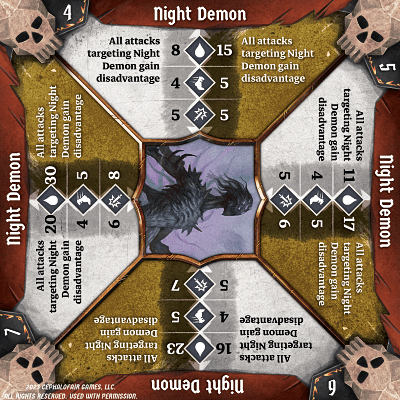 4
Night Demon
All attacks
targeting Night
Demon gain
disadvantage
8 15
All attacks
targeting Night
Demon gain
disadvantage
4 5
5 5
5
Night Demon
All attacks
targeting Night
Demon gain
disadvantage
11 17
All attacks
targeting Night
Demon gain
disadvantage
4 5
5 6
6
Night Demon
All attacks
targeting Night
Demon gain
disadvantage
16 23
All attacks
targeting Night
Demon gain
disadvantage
5 5
5 7
7
Night Demon
All attacks
targeting Night
Demon gain
disadvantage
20 30
All attacks
targeting Night
Demon gain
disadvantage
4 5
6 8
2023 CEPHALOFAIR GAMES, LLC.
ALL RIGHTS RESERVED. USED WITH PERMISSION.